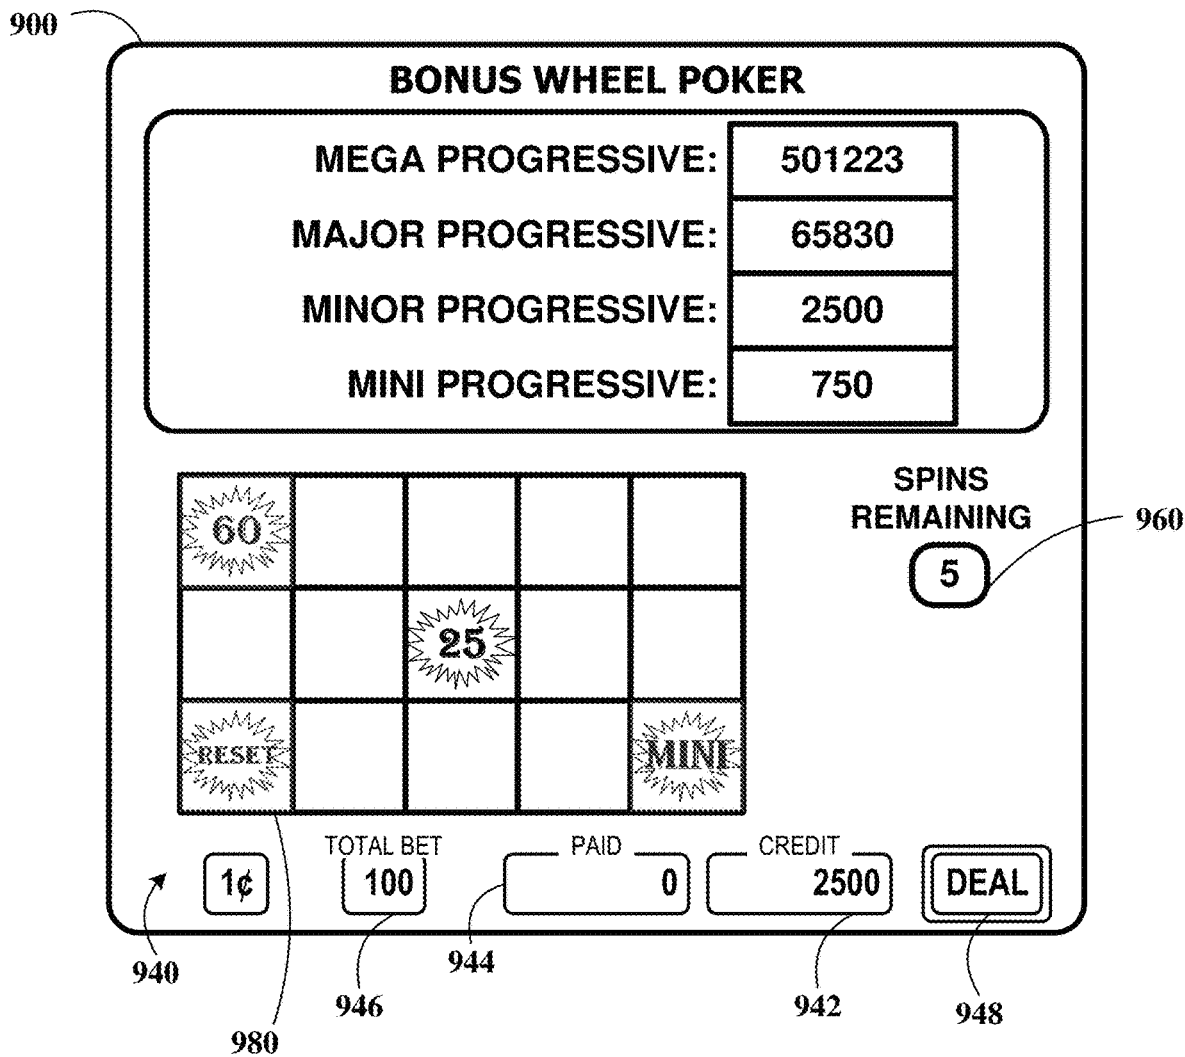 900
BONUS WHEEL POKER
MEGA PROGRESSIVE: 501223
MAJOR PROGRESSIVE: 65830
MINOR PROGRESSIVE: 2500
MINI PROGRESSIVE: 750
SPINS
REMAINING
960
5
60
25
RESET
MINI
TOTAL BET
PAID
CREDIT
1¢
100
0
2500
DEAL
940
944
946
942
948
980